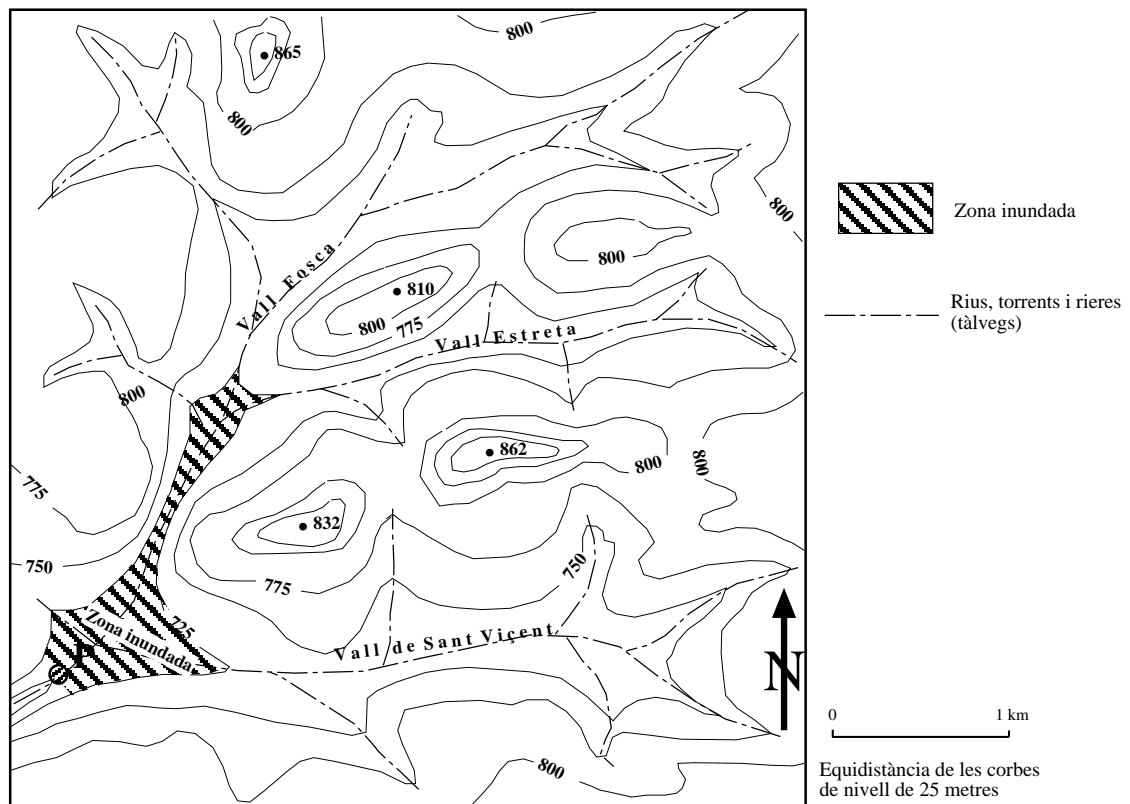 800
865
800
800
800
Vall Fosca
810
800
775
Vall Estreta
800
862
800
800
775
832
750
775
750
725
Zona inundada
P
Vall de Sant Viçent
800
N
Zona inundada
Rius, torrents i rieres
(tàlvegs)
0 1 km
Equidistància de les corbes
de nivell de 25 metres